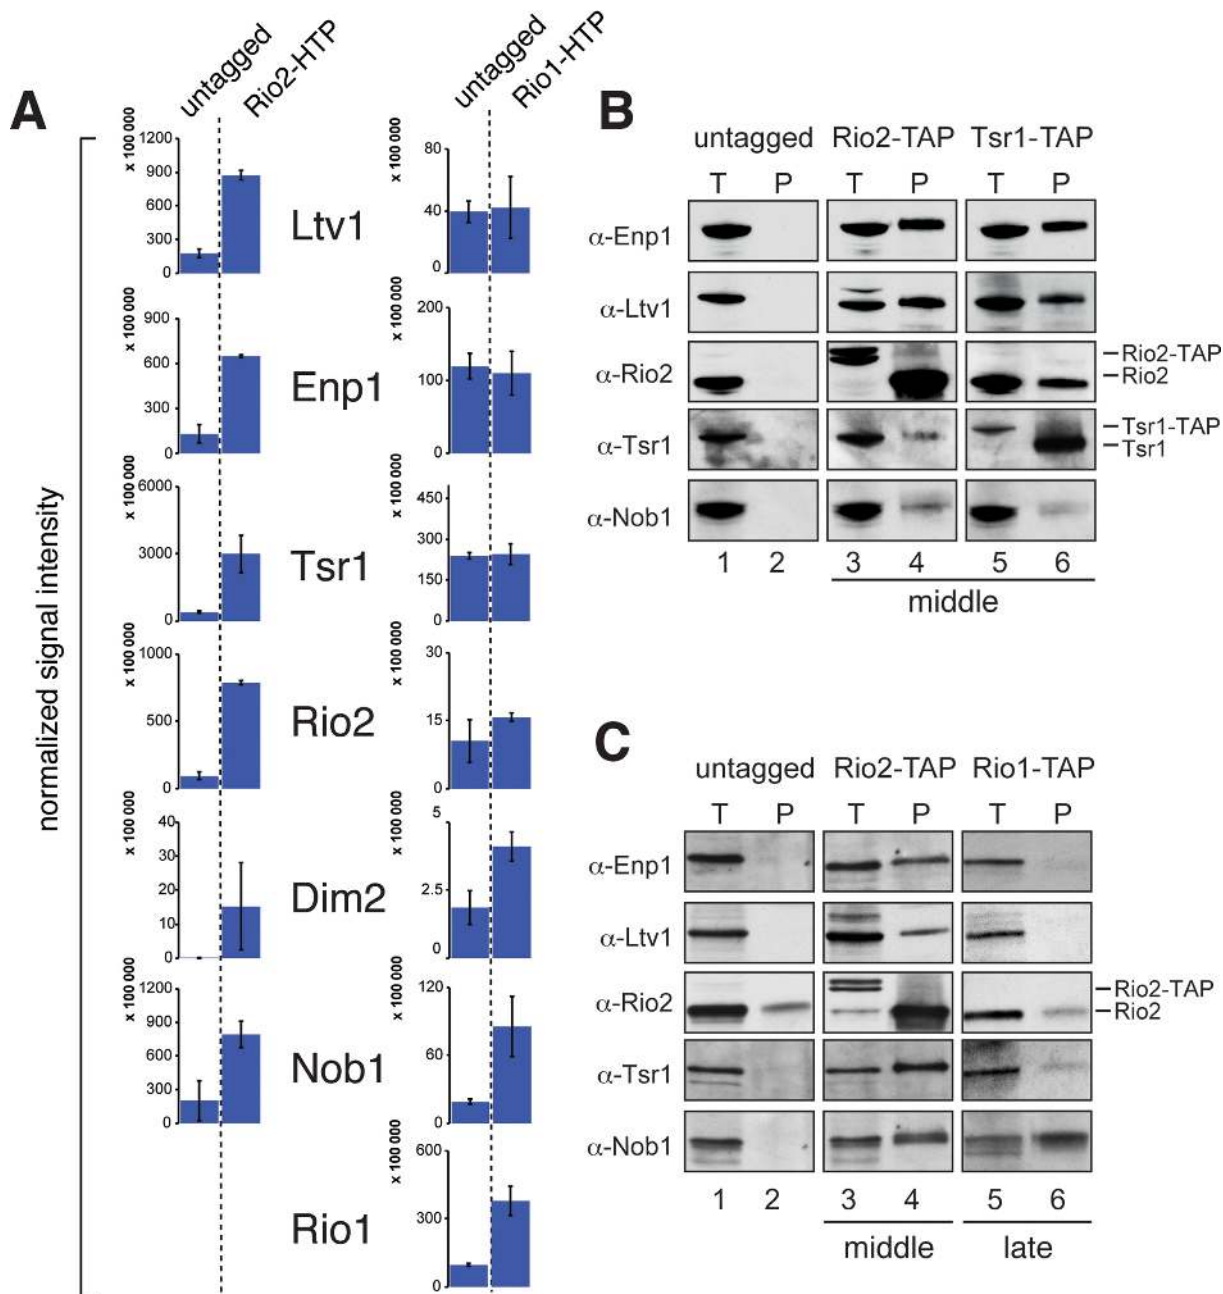 A
untagged
Rio2-HTP
untagged
Rio1-HTP
normalized signal intensity
x 100 000
1200
900
600
300
0
Ltv1
x 100 000
80
40
0
x 100 000
900
600
300
0
Enp1
x 100 000
200
100
0
x 100 000
6000
3000
0
Tsr1
x 100 000
450
300
150
0
x 100 000
1000
500
0
Rio2
x 100 000
30
15
0
x 100 000
40
30
20
10
0
Dim2
x 100 000
5
2.5
0
x 100 000
1200
900
600
300
0
Nob1
x 100 000
120
60
0
Rio1
x 100 000
600
300
0
B
untagged Rio2-TAP Tsr1-TAP
T P T P T P
α-Enp1
α-Ltv1
α-Rio2
Rio2-TAP
Rio2
α-Tsr1
Tsr1-TAP
Tsr1
α-Nob1
1 2 3 4 5 6
middle
C
untagged Rio2-TAP Rio1-TAP
T P T P T P
α-Enp1
α-Ltv1
α-Rio2
Rio2-TAP
Rio2
α-Tsr1
α-Nob1
1 2 3 4 5 6
middle late